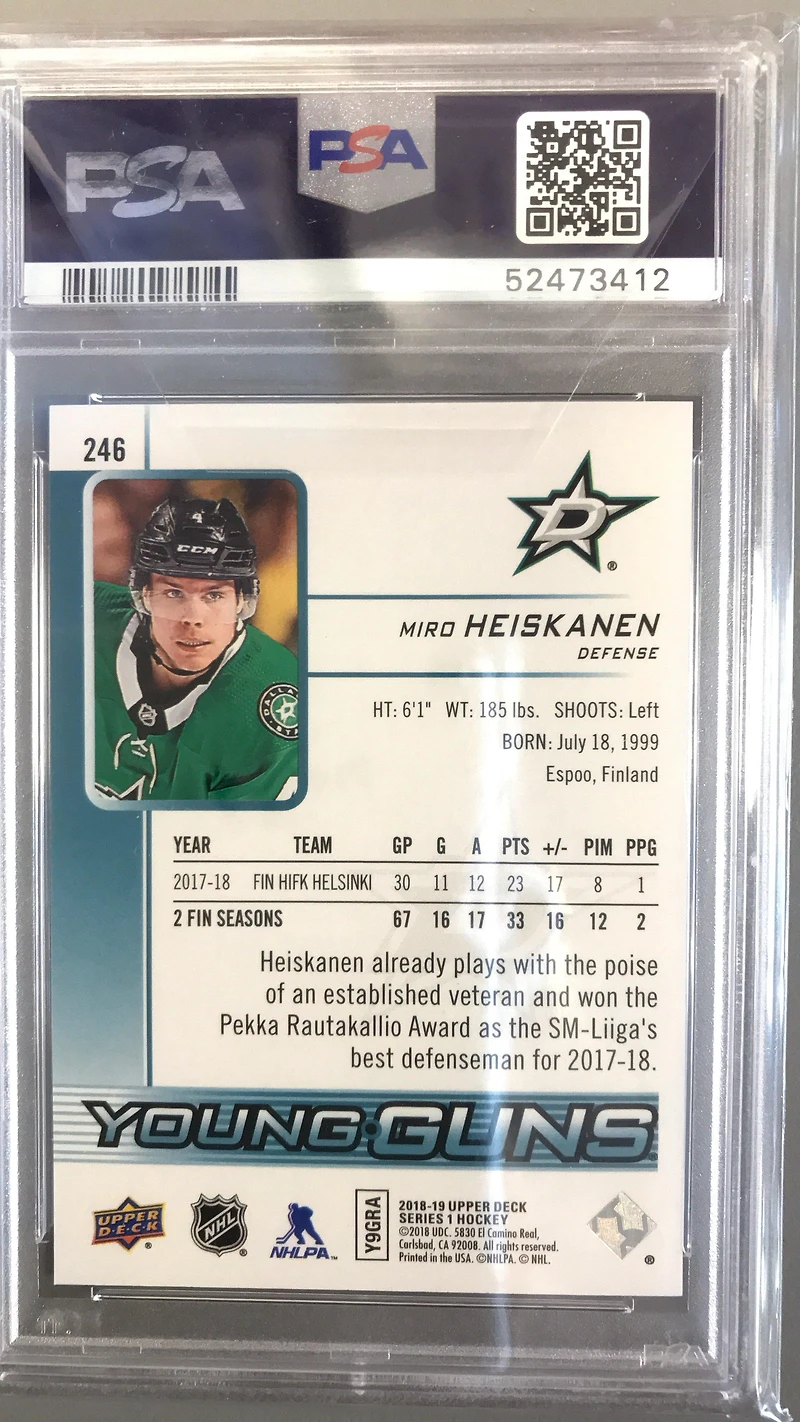 PSA
PSA
52473412
246
4
CCM
D
®
MIRO HEISKANEN
DEFENSE
HT: 6'1" WT: 185 lbs. SHOOTS: Left
BORN: July 18, 1999
Espoo, Finland
YEAR TEAM GP G A PTS +/- PIM PPG
2017-18 FIN HIFK HELSINKI 30 11 12 23 17 8 1
2 FIN SEASONS 67 16 17 33 16 12 2
Heiskanen already plays with the poise
of an established veteran and won the
Pekka Rautakallio Award as the SM-Liiga's
best defenseman for 2017-18.
YOUNG GUNS
UPPER DECK ®
NHL ®
NHLPA ™
Y9GRA
2018-19 UPPER DECK
SERIES 1 HOCKEY
©2018 UDC. 5830 El Camino Real,
Carlsbad, CA 92008. All rights reserved.
Printed in the USA. ©NHLPA. © NHL.
®